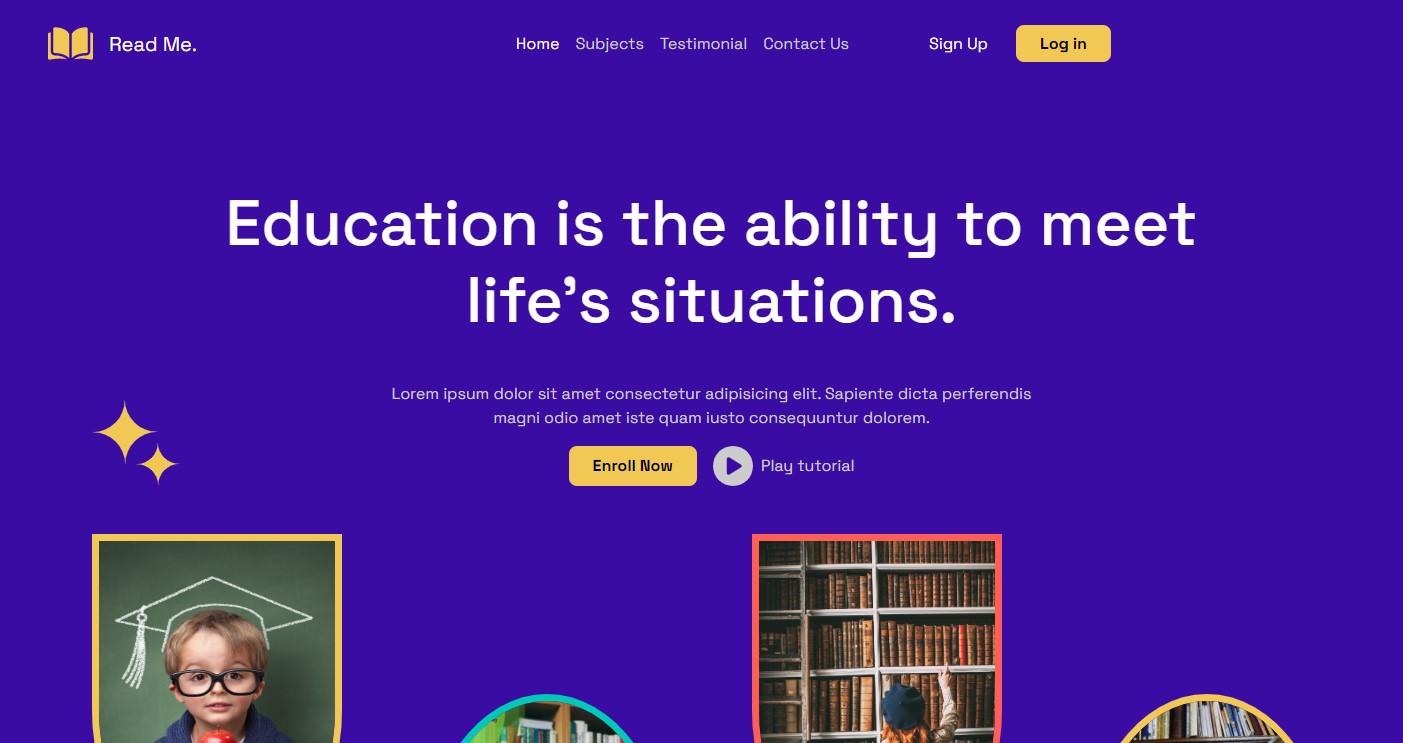 Read Me.
Home Subjects Testimonial Contact Us
Sign Up
Log in
Education is the ability to meet
life's situations.
Lorem ipsum dolor sit amet consectetur adipisicing elit. Sapiente dicta perferendis
magni odio amet iste quam iusto consequuntur dolorem.
Enroll Now
Play tutorial